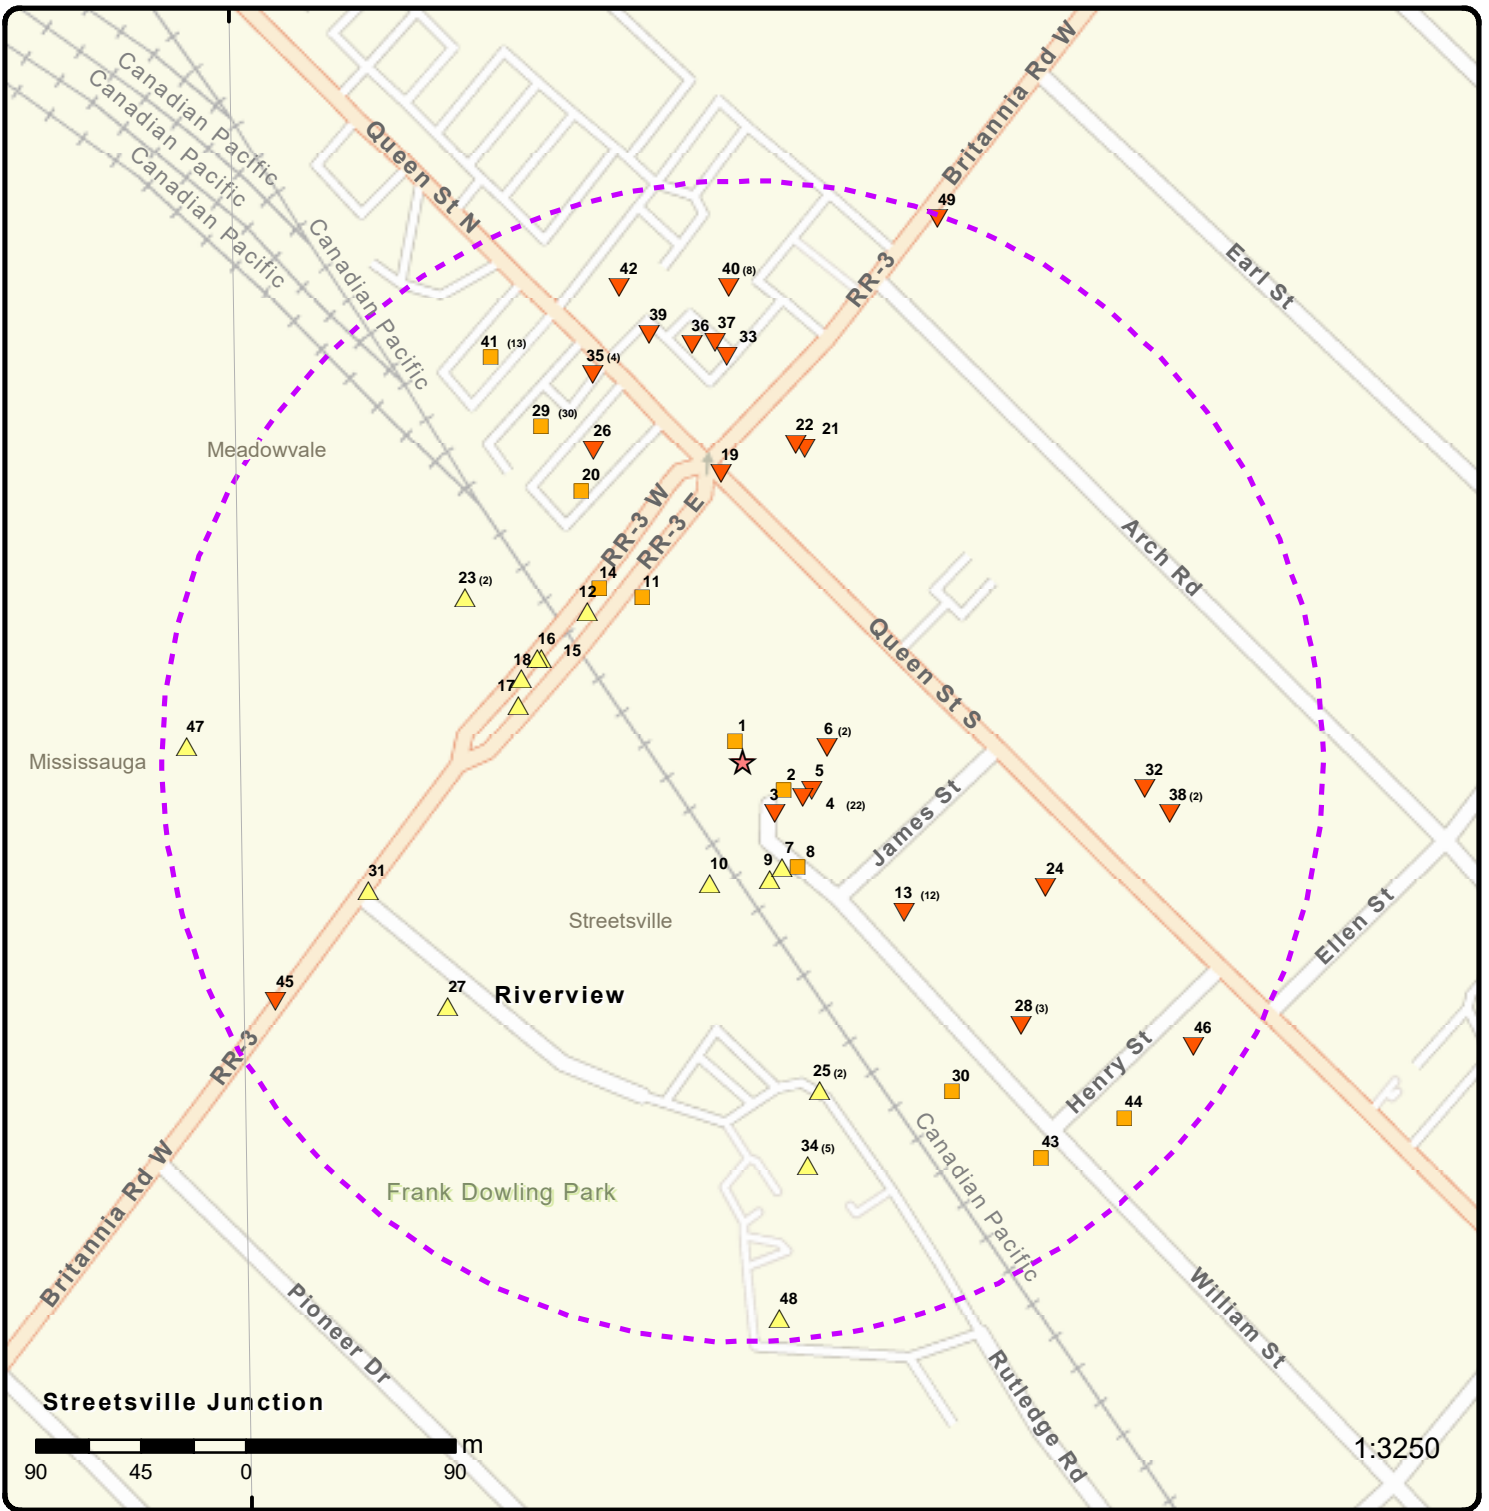 Britannia Rd W
Canadian Pacific
Canadian Pacific
Canadian Pacific
Queen St N
49
Canadian Pacific
Earl St
RR-3
42
40 (8)
39
36
37
33
41 (13)
35 (4)
29 (30)
26
22
21
Meadowvale
19
20
RR-3 W
RR-3 E
Arch Rd
23 (2)
14
11
12
16
15
18
17
Queen St S
47
Mississauga
1
6 (2)
2
5
3
4 (22)
32
38 (2)
James St
7
8
9
10
31
24
13 (12)
Streetsville
Ellen St
45
27
Riverview
28 (3)
46
RR-3
Henry St
25 (2)
30
44
43
34 (5)
Canadian Pacific
Frank Dowling Park
Britannia Rd W
48
William St
Pioneer Dr
Rutledge Rd
Streetsville Junction
m
90 45 0 90
1:3250